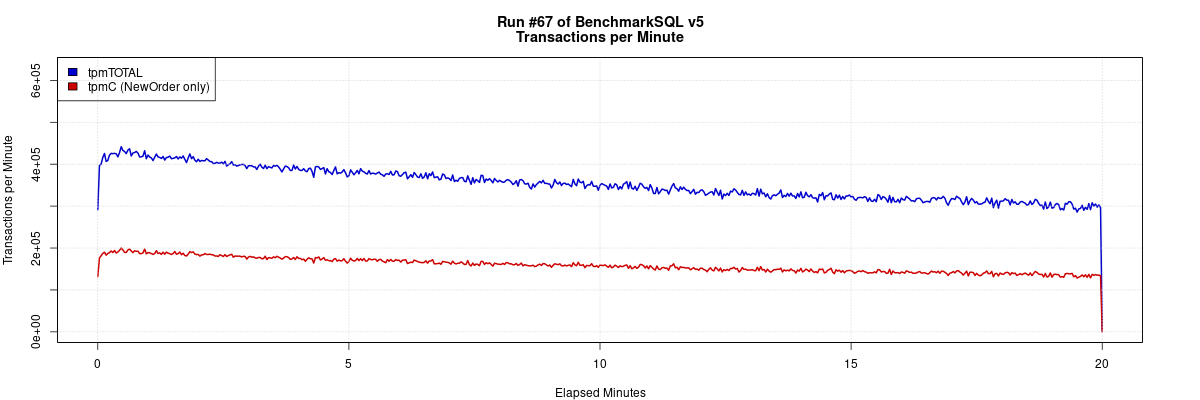 Run #67 of BenchmarkSQL v5
Transactions per Minute
tpmTOTAL
tpmC (NewOrder only)
Transactions per Minute
6e+05
4e+05
2e+05
0e+00
0 5 10 15 20
Elapsed Minutes